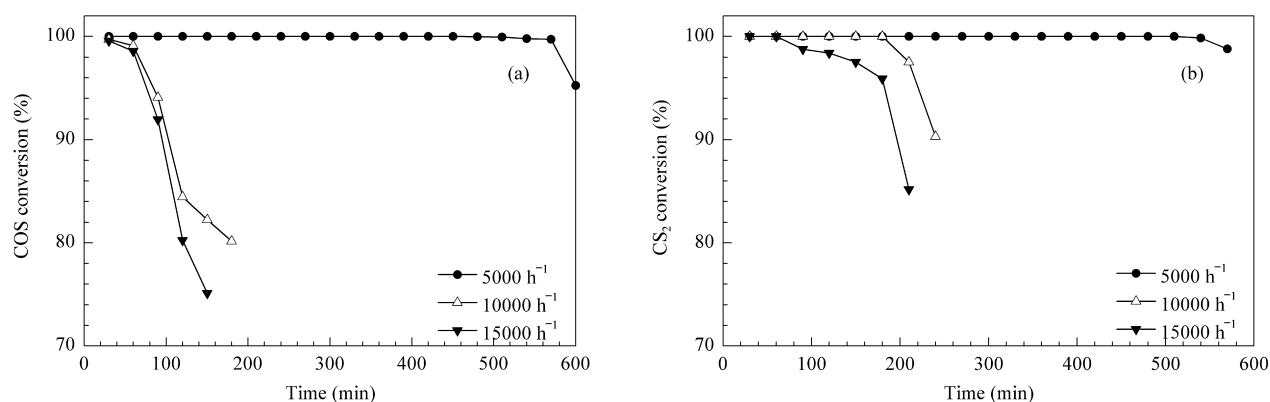 COS conversion (%)
100
90
80
70
(a)
5000 h⁻¹
10000 h⁻¹
15000 h⁻¹
0 100 200 300 400 500 600
Time (min)
CS₂ conversion (%)
100
90
80
70
(b)
5000 h⁻¹
10000 h⁻¹
15000 h⁻¹
0 100 200 300 400 500 600
Time (min)